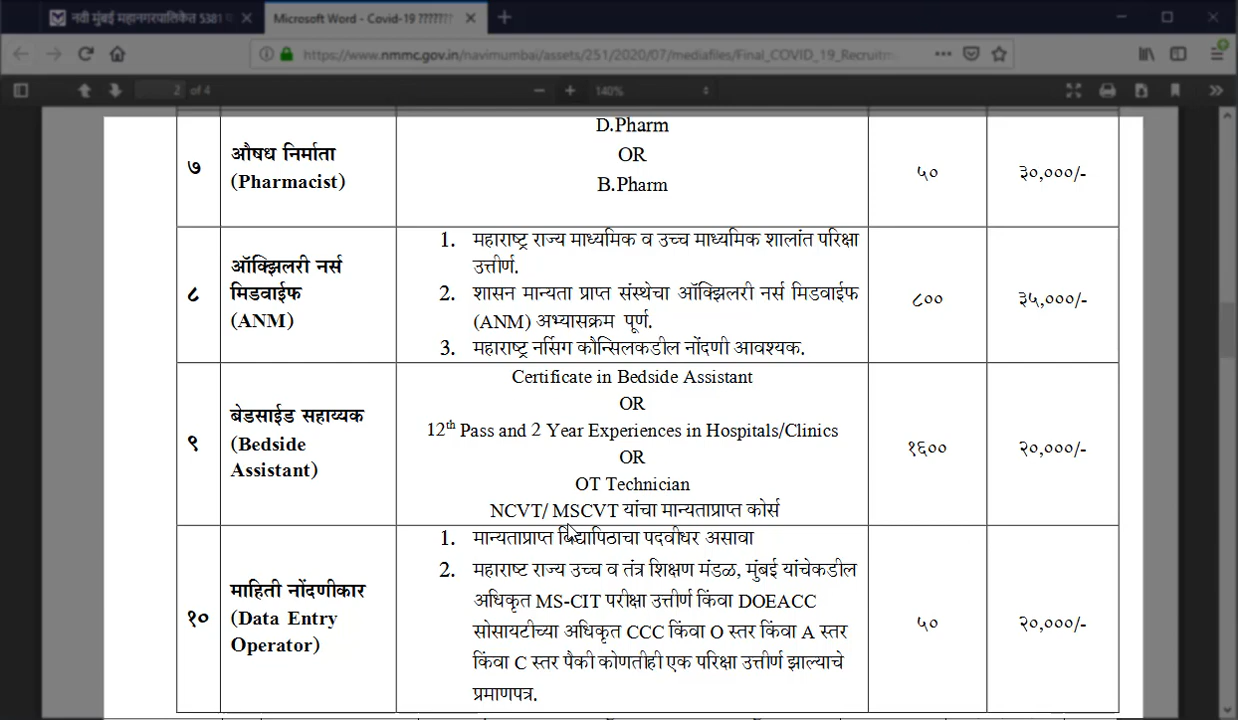 नवी मुंबई महानगरपालिकेत 5381 प
Microsoft Word - Covid-19 ???????
https://www.nmmc.gov.in/navimumbai/assets/251/2020/07/mediafiles/Final_COVID_19_Recruitm
2 of 4
140%
७
औषध निर्माता
(Pharmacist)
D.Pharm
OR
B.Pharm
५०
३०,०००/-
८
ऑक्झिलरी नर्स
मिडवाईफ
(ANM)
1. महाराष्ट्र राज्य माध्यमिक व उच्च माध्यमिक शालांत परिक्षा
उत्तीर्ण.
2. शासन मान्यता प्राप्त संस्थेचा ऑक्झिलरी नर्स मिडवाईफ
(ANM) अभ्यासक्रम पूर्ण.
3. महाराष्ट्र नर्सिग कौन्सिलकडील नोंदणी आवश्यक.
८००
३५,०००/-
९
बेडसाईड सहाय्यक
(Bedside
Assistant)
Certificate in Bedside Assistant
OR
12th Pass and 2 Year Experiences in Hospitals/Clinics
OR
OT Technician
NCVT/ MSCVT यांचा मान्यताप्राप्त कोर्स
१६००
२०,०००/-
१०
माहिती नोंदणीकार
(Data Entry
Operator)
1. मान्यताप्राप्त विद्यापिठाचा पदवीधर असावा
2. महाराष्ट राज्य उच्च व तंत्र शिक्षण मंडळ, मुंबई यांचेकडील
अधिकृत MS-CIT परीक्षा उत्तीर्ण किंवा DOEACC
सोसायटीच्या अधिकृत CCC किंवा O स्तर किंवा A स्तर
किंवा C स्तर पैकी कोणतीही एक परिक्षा उत्तीर्ण झाल्याचे
प्रमाणपत्र.
५०
२०,०००/-